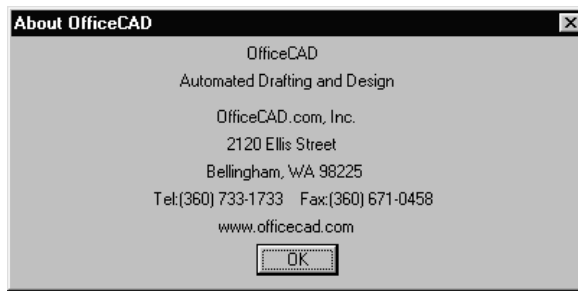 About OfficeCAD
OfficeCAD
Automated Drafting and Design
OfficeCAD.com, Inc.
2120 Ellis Street
Bellingham, WA 98225
Tel:(360) 733-1733 Fax:(360) 671-0458
www.officecad.com
OK